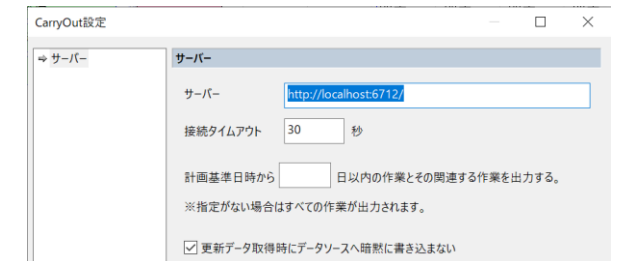 CarryOut設定
⇨ サーバー
サーバー
サーバー http://localhost:6712/
接続タイムアウト 30 秒
計画基準日時から 日以内の作業とその関連する作業を出力する。
※指定がない場合はすべての作業が出力されます。
更新データ取得時にデータソースへ暗黙に書き込まない